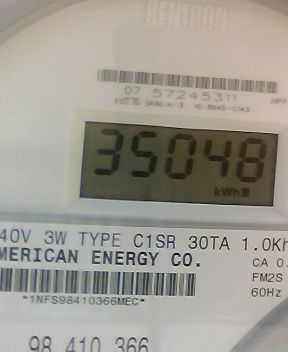 CENTRON®
07 57245311
35048
kWh
40V 3W TYPE C1SR 30TA 1.0Kh
MERICAN ENERGY CO.
CA 0.
FM2S
60Hz
*1NFS98410366MEC*
98 410 366